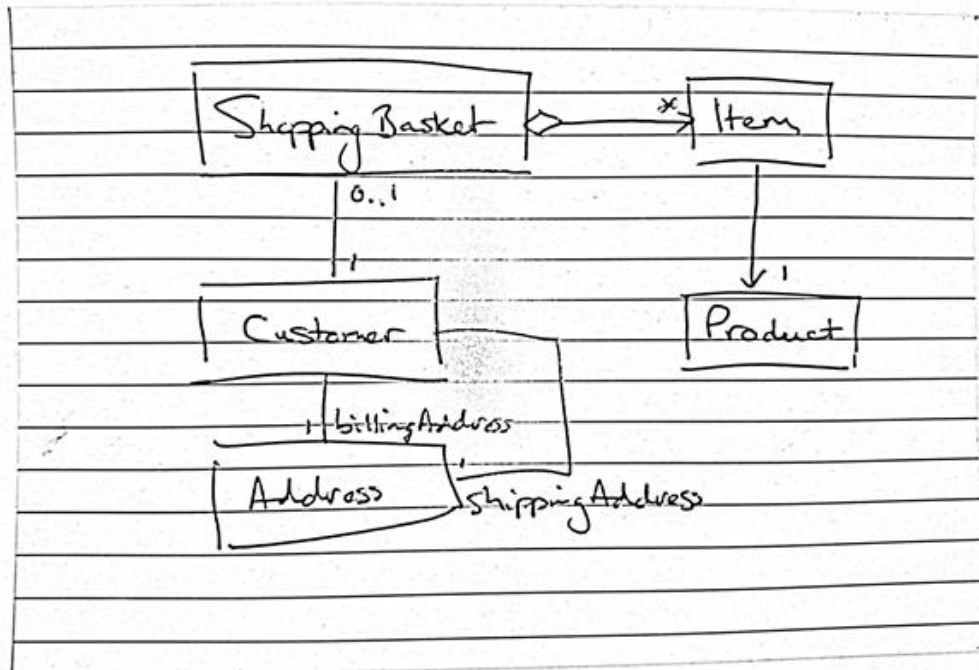 Shopping Basket
*
Item
0..1
1
1
Customer
Product
1
billingAddress
1
Address
shippingAddress